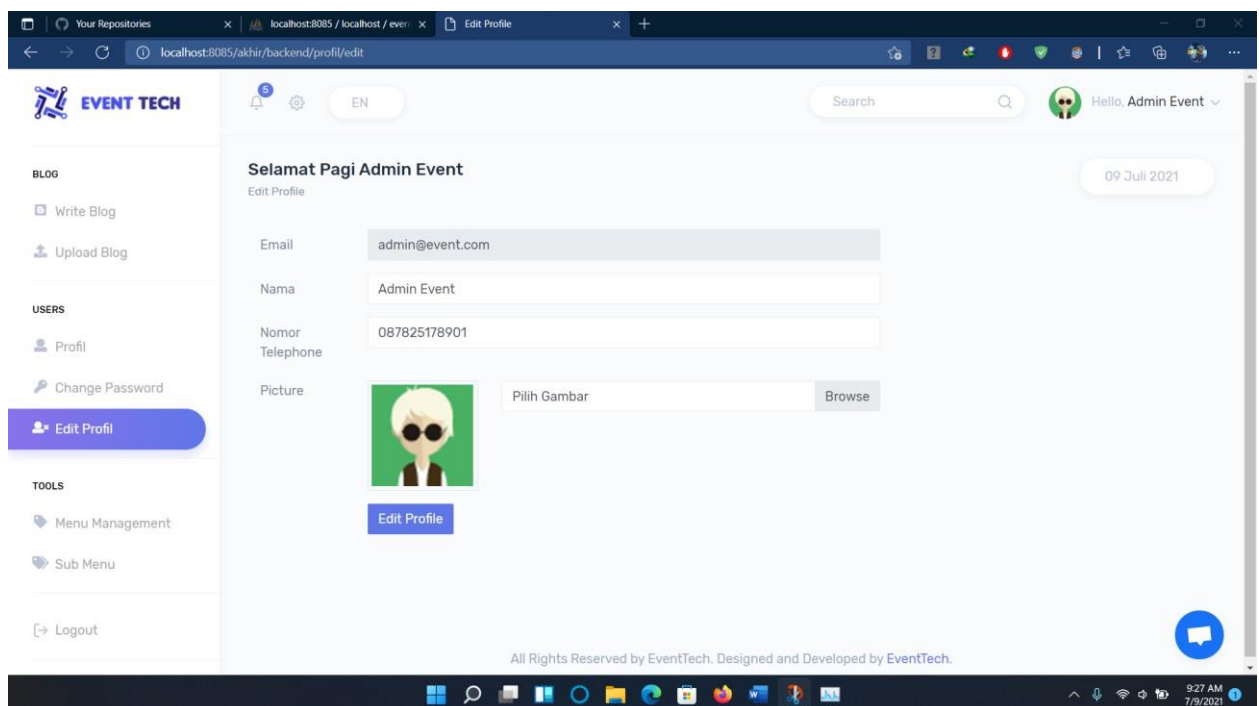 Your Repositories
localhost:8085 / localhost / even
Edit Profile
localhost:8085/akhir/backend/profil/edit
EVENT TECH
5
EN
Search
Hello, Admin Event
BLOG
Write Blog
Upload Blog
USERS
Profil
Change Password
Edit Profil
TOOLS
Menu Management
Sub Menu
Logout
Selamat Pagi Admin Event
Edit Profile
09 Juli 2021
Email
admin@event.com
Nama
Admin Event
Nomor
Telephone
087825178901
Picture
Pilih Gambar
Browse
Edit Profile
All Rights Reserved by EventTech. Designed and Developed by EventTech.
9:27 AM
7/9/2021
1